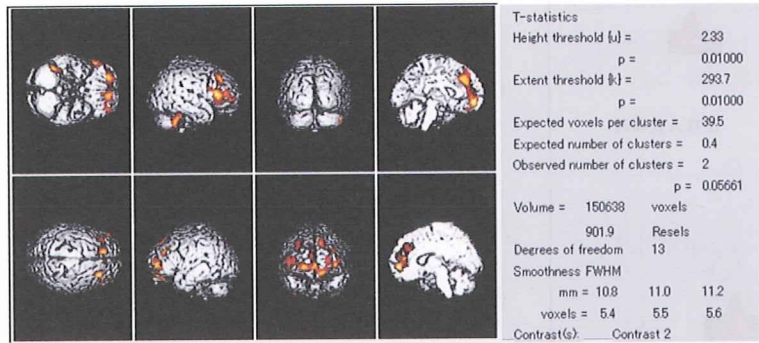 T-statistics
Height threshold {u} = 2.33
p = 0.01000
Extent threshold {k} = 293.7
p = 0.01000
Expected voxels per cluster = 39.5
Expected number of clusters = 0.4
Observed number of clusters = 2
p = 0.05661
Volume = 150638 voxels
901.9 Resels
Degrees of freedom 13
Smoothness FWHM
mm = 10.8 11.0 11.2
voxels = 5.4 5.5 5.6
Contrast(s): Contrast 2